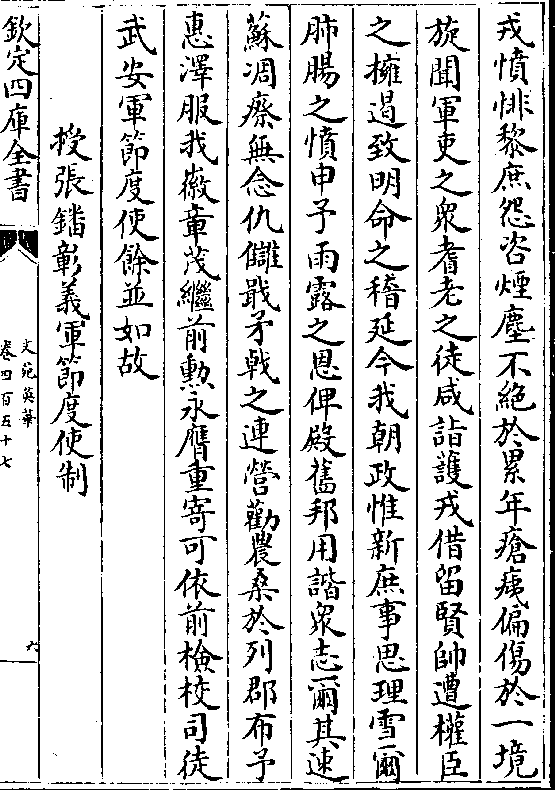 戎憤悱黎庶怨咨煙塵不絶於累年瘡痍偏傷於一境
旋聞軍吏之衆耆老之徒咸詣護戎借留賢帥遭權臣
之擁遏致明命之稽延今我朝政惟新庶事思理雪爾
肺腸之憤申予雨露之恩俾殿舊邦用諧衆志爾其速
蘇凋瘵無念仇讎戢矛戟之連營勸農桑於列郡布予
惠澤服我徽章茂繼前勲永膺重寄可依前檢校司徒
武安軍節度使餘並如故
授張鐇彰義軍節度使制
欽定四庫全書
文苑英華
卷四百五十七
六